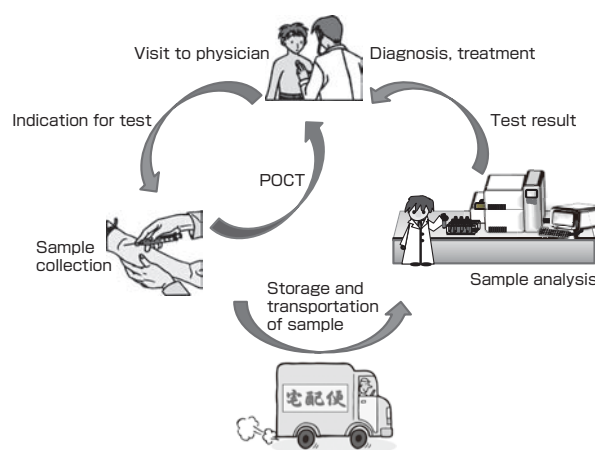 Visit to physician
Diagnosis, treatment
Indication for test
Test result
POCT
Sample
collection
Sample analysis
Storage and
transportation
of sample
宅配便